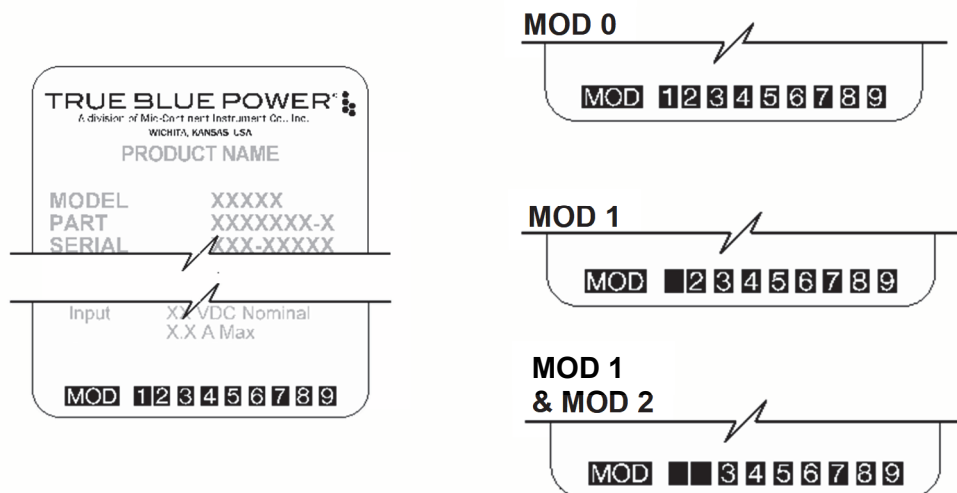 TRUE BLUE POWER®
A division of Mid-Continent Instrument Co., Inc.
WICHITA, KANSAS USA
PRODUCT NAME
MODEL XXXXX
PART XXXXXXX-X
SERIAL XXX-XXXXX
Input XX VDC Nominal
X.X A Max
MOD 1 2 3 4 5 6 7 8 9
MOD 0
MOD 1 2 3 4 5 6 7 8 9
MOD 1
MOD 2 3 4 5 6 7 8 9
MOD 1
& MOD 2
MOD 3 4 5 6 7 8 9